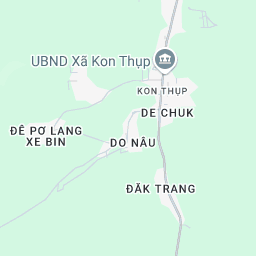 UBND Xã Kon Thụp
KON THỤP
DE CHUK
ĐÊ PƠ LANG
XE BIN
DO NÂU
ĐĂK TRANG